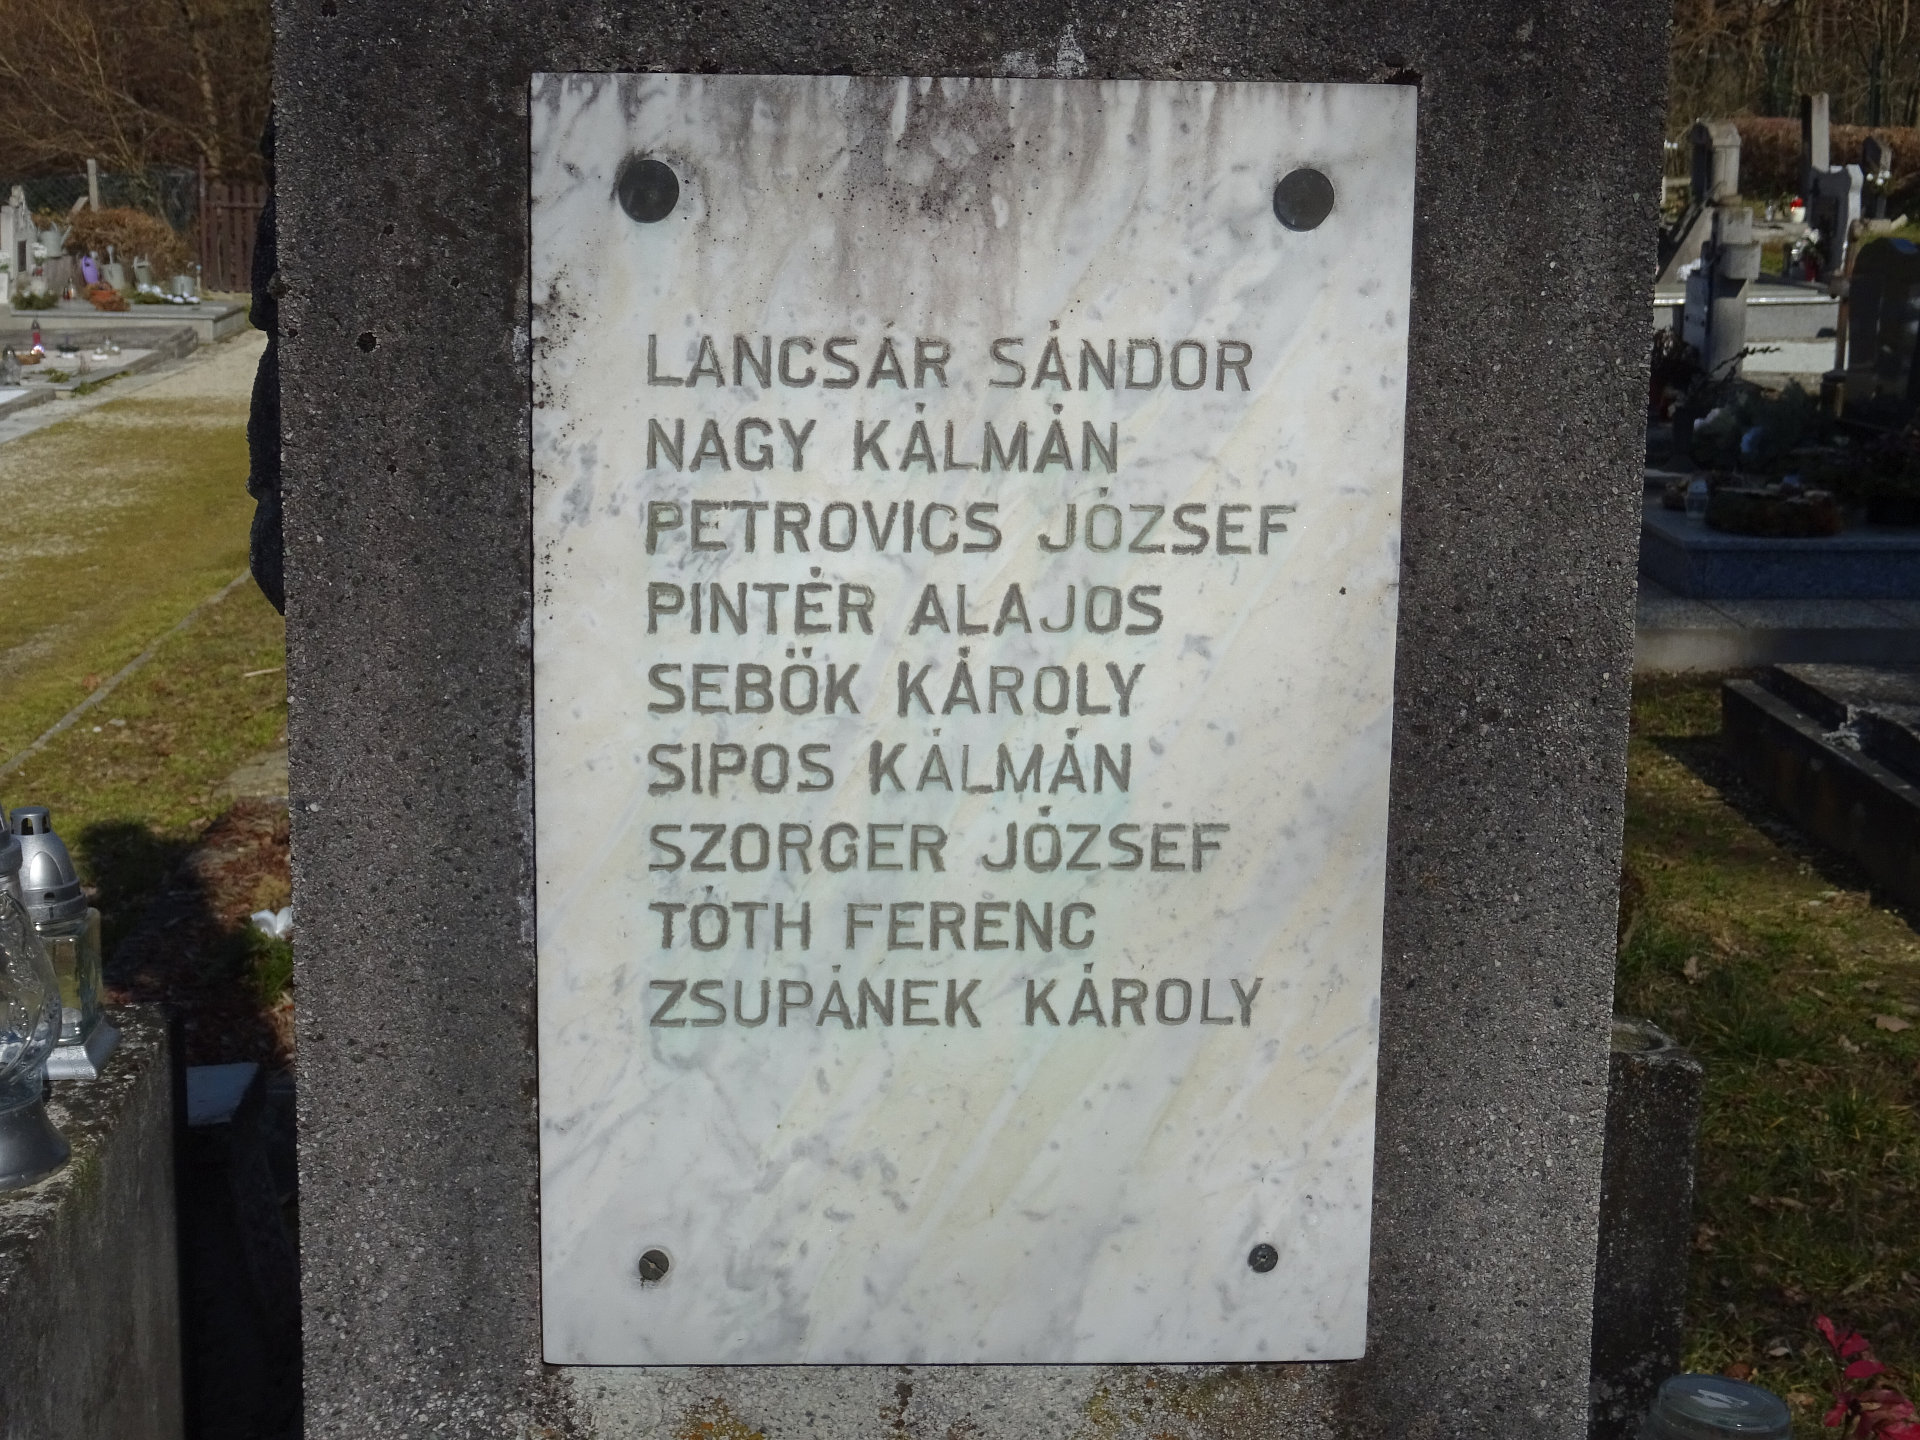 LANCSÁR SÁNDOR
NAGY KÁLMÁN
PETROVICS JÓZSEF
PINTÉR ALAJOS
SEBÖK KÁROLY
SIPOS KÁLMÁN
SZORGER JÓZSEF
TÓTH FERENC
ZSUPÁNEK KÁROLY